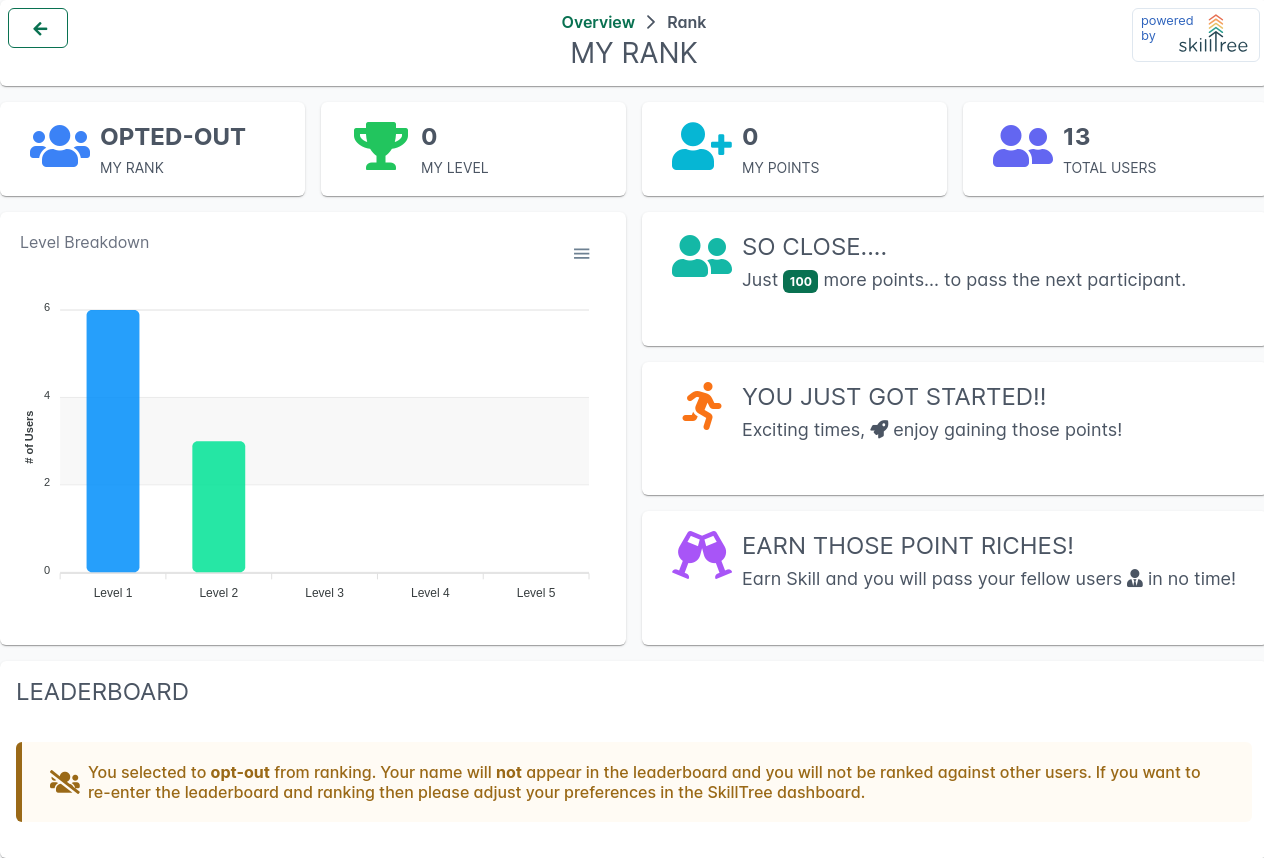 Overview > Rank
MY RANK
powered
by
skilltree
OPTED-OUT
MY RANK
0
MY LEVEL
0
MY POINTS
13
TOTAL USERS
Level Breakdown
6
4
2
0
# of Users
Level 1
Level 2
Level 3
Level 4
Level 5
SO CLOSE....
Just 100 more points... to pass the next participant.
YOU JUST GOT STARTED!!
Exciting times, enjoy gaining those points!
EARN THOSE POINT RICHES!
Earn Skill and you will pass your fellow users in no time!
LEADERBOARD
You selected to opt-out from ranking. Your name will not appear in the leaderboard and you will not be ranked against other users. If you want to
re-enter the leaderboard and ranking then please adjust your preferences in the SkillTree dashboard.